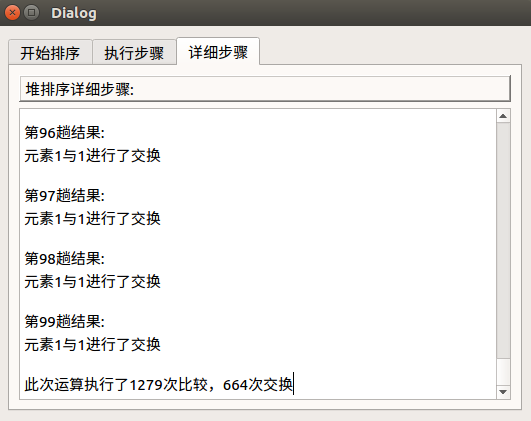 Dialog
开始排序 执行步骤 详细步骤
堆排序详细步骤:
第96趟结果:
元素1与1进行了交换
第97趟结果:
元素1与1进行了交换
第98趟结果:
元素1与1进行了交换
第99趟结果:
元素1与1进行了交换
此次运算执行了1279次比较，664次交换